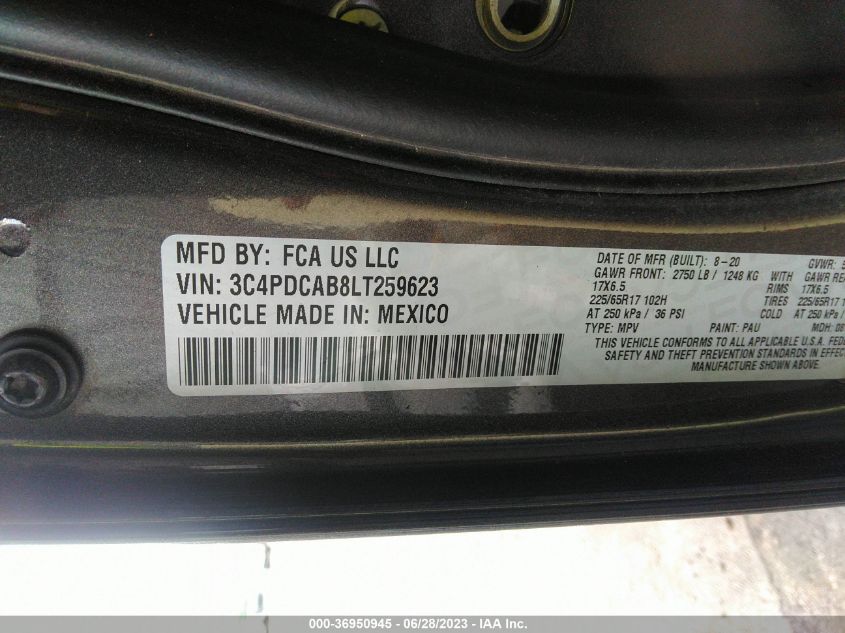 MFD BY: FCA US LLC
VIN: 3C4PDCAB8LT259623
VEHICLE MADE IN: MEXICO
DATE OF MFR (BUILT): 8-20 GVWR:
GAWR FRONT: 2750 LB / 1248 KG WITH GAWR
17X6.5 RIMS 17X6.5
225/65R17 102H TIRES 225/65R17
AT 250 kPa / 36 PSI COLD AT 250 kPa /
TYPE: MPV PAINT: PAU MDH:
THIS VEHICLE CONFORMS TO ALL APPLICABLE U.S.A.
SAFETY AND THEFT PREVENTION STANDARDS IN
MANUFACTURE SHOWN ABOVE.
000-36950945 - 06/28/2023 - IAA Inc.